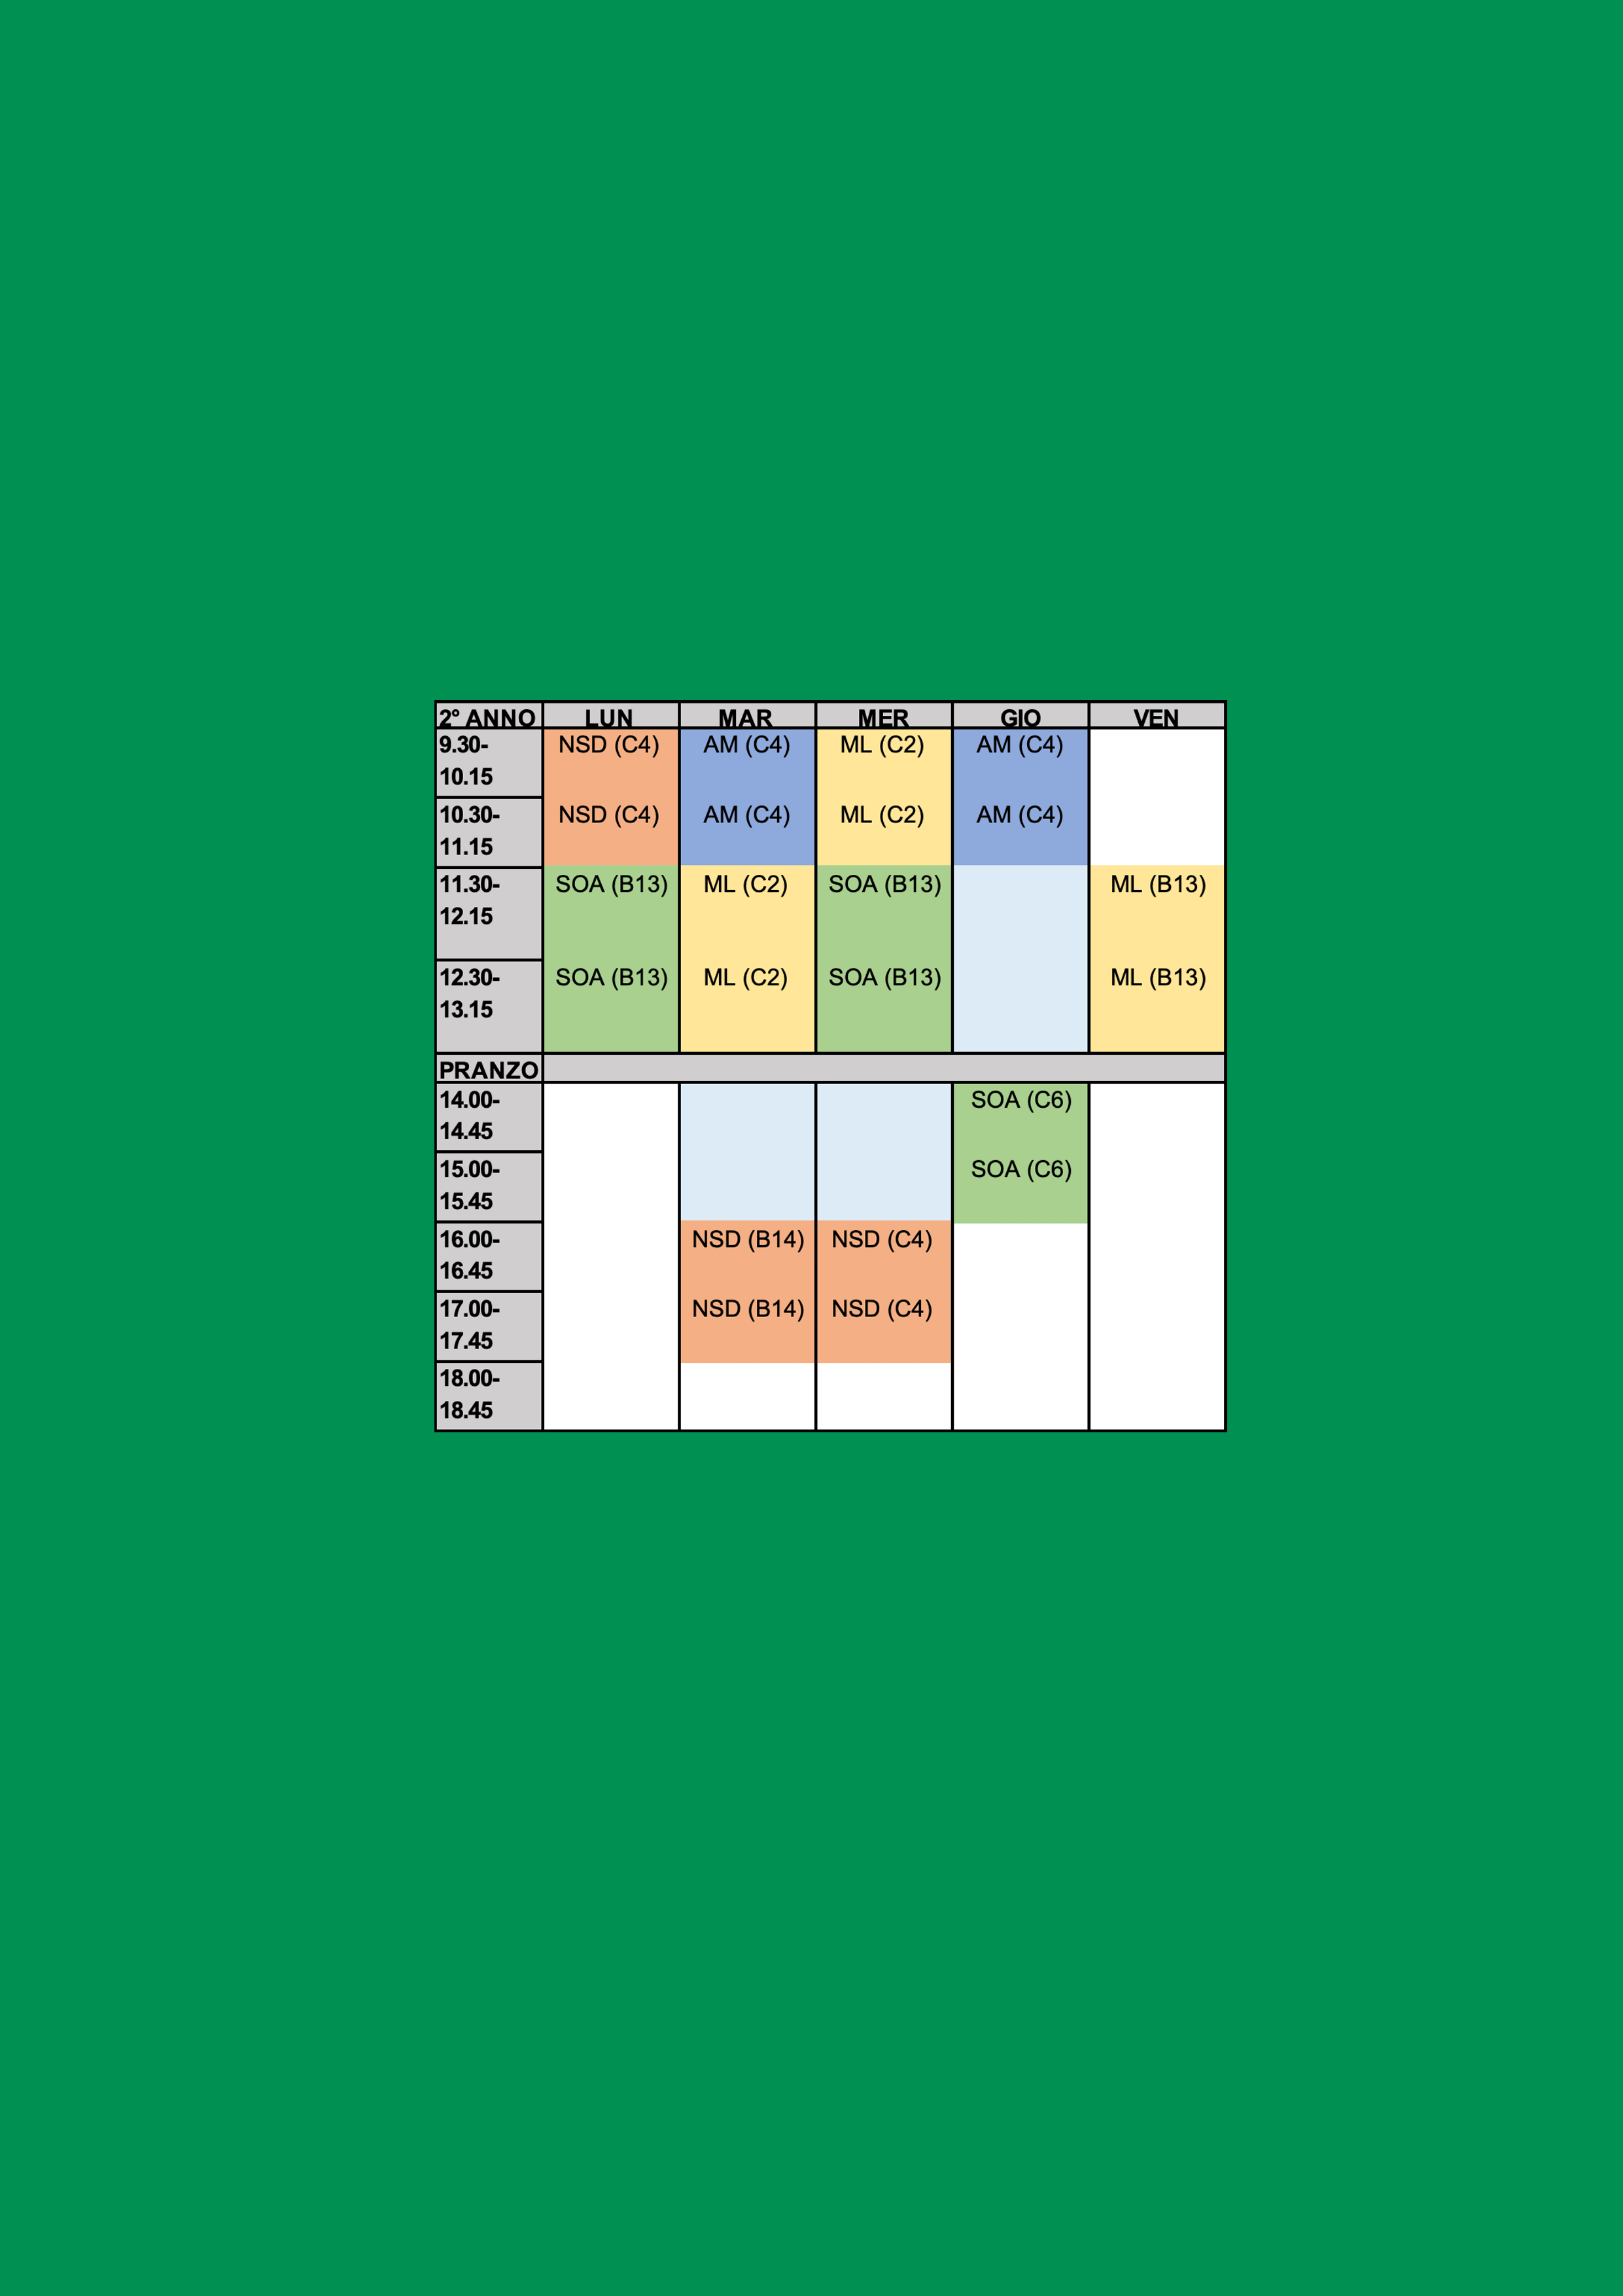 2° ANNO LUN MAR MER GIO VEN
9.30- NSD (C4) AM (C4) ML (C2) AM (C4)
10.15
10.30- NSD (C4) AM (C4) ML (C2) AM (C4)
11.15
11.30- SOA (B13) ML (C2) SOA (B13) ML (B13)
12.15
12.30- SOA (B13) ML (C2) SOA (B13) ML (B13)
13.15
PRANZO
14.00- SOA (C6)
14.45
15.00- SOA (C6)
15.45
16.00- NSD (B14) NSD (C4)
16.45
17.00- NSD (B14) NSD (C4)
17.45
18.00-
18.45